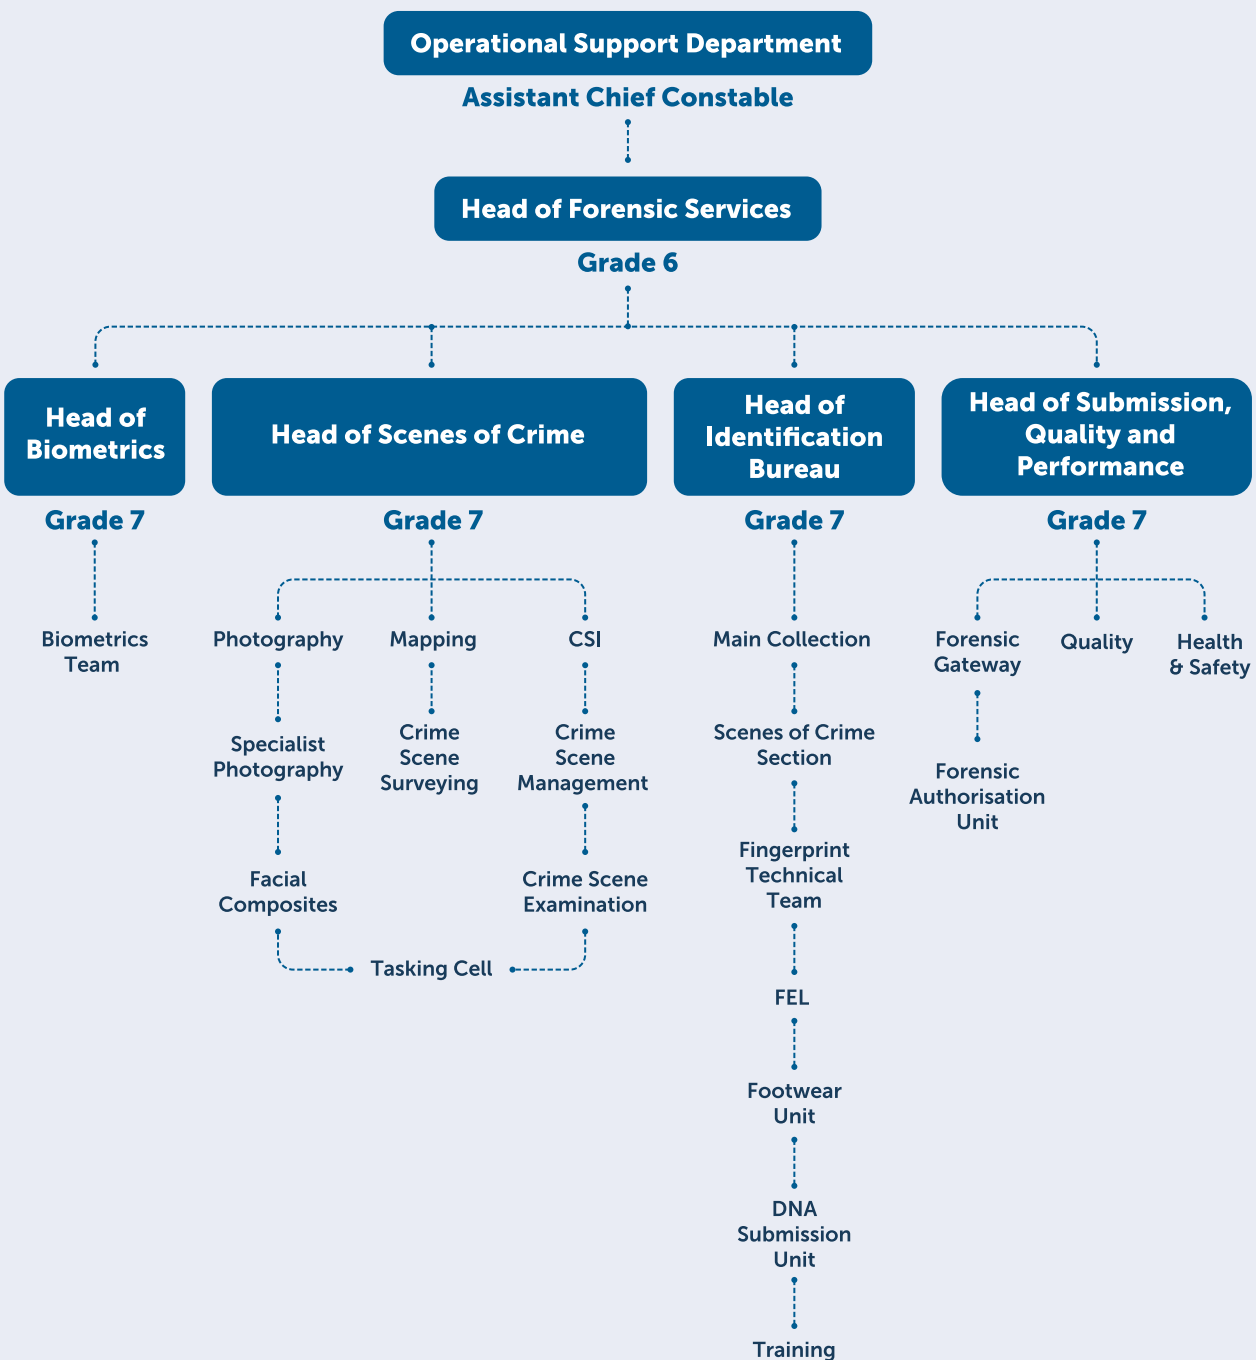 Operational Support Department
Assistant Chief Constable
Head of Forensic Services
Grade 6
Head of
Biometrics
Grade 7
Head of Scenes of Crime
Grade 7
Head of
Identification
Bureau
Grade 7
Head of Submission,
Quality and
Performance
Grade 7
Biometrics
Team
Photography
Specialist
Photography
Facial
Composites
Mapping
Crime
Scene
Surveying
CSI
Crime
Scene
Management
Crime Scene
Examination
Tasking Cell
Main Collection
Scenes of Crime
Section
Fingerprint
Technical
Team
FEL
Footwear
Unit
DNA
Submission
Unit
Training
Forensic
Gateway
Forensic
Authorisation
Unit
Quality
Health
& Safety